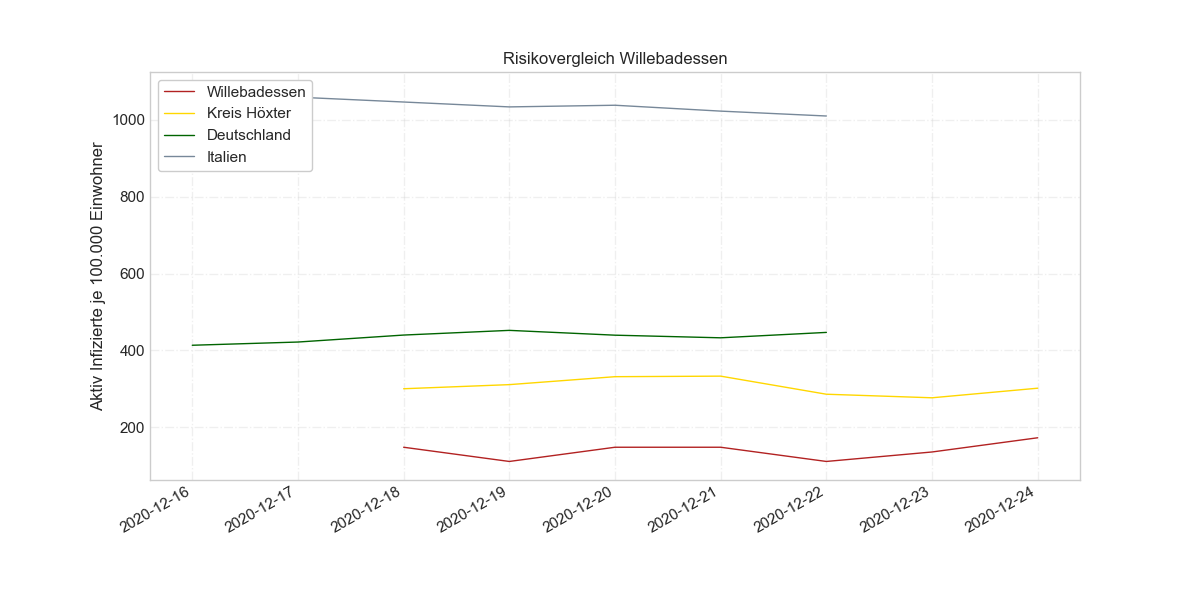 Risikovergleich Willebadessen
Willebadessen
Kreis Höxter
Deutschland
Italien
Aktiv Infizierte je 100.000 Einwohner
1000
800
600
400
200
2020-12-16
2020-12-17
2020-12-18
2020-12-19
2020-12-20
2020-12-21
2020-12-22
2020-12-23
2020-12-24